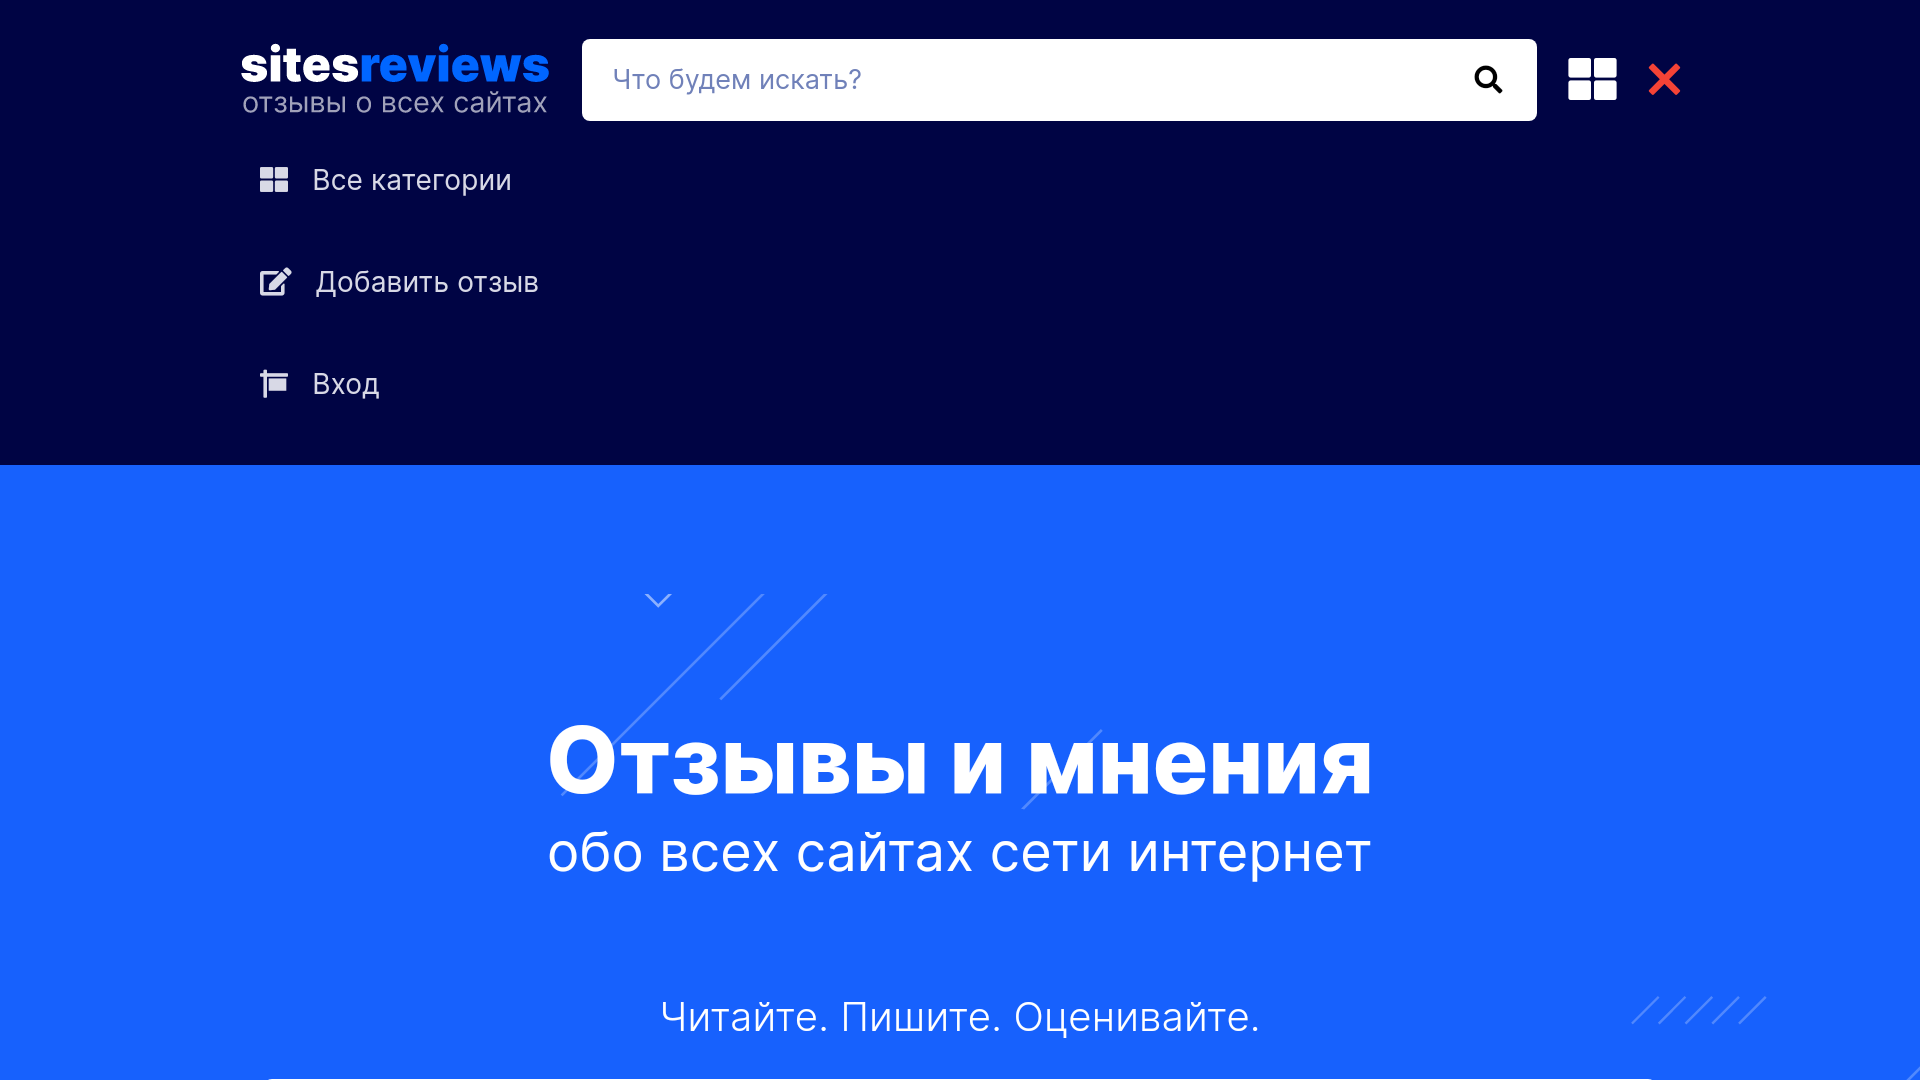 sitesreviews
отзывы о всех сайтах
Что будем искать?
Все категории
Добавить отзыв
Вход
Отзывы и мнения
обо всех сайтах сети интернет
Читайте. Пишите. Оценивайте.